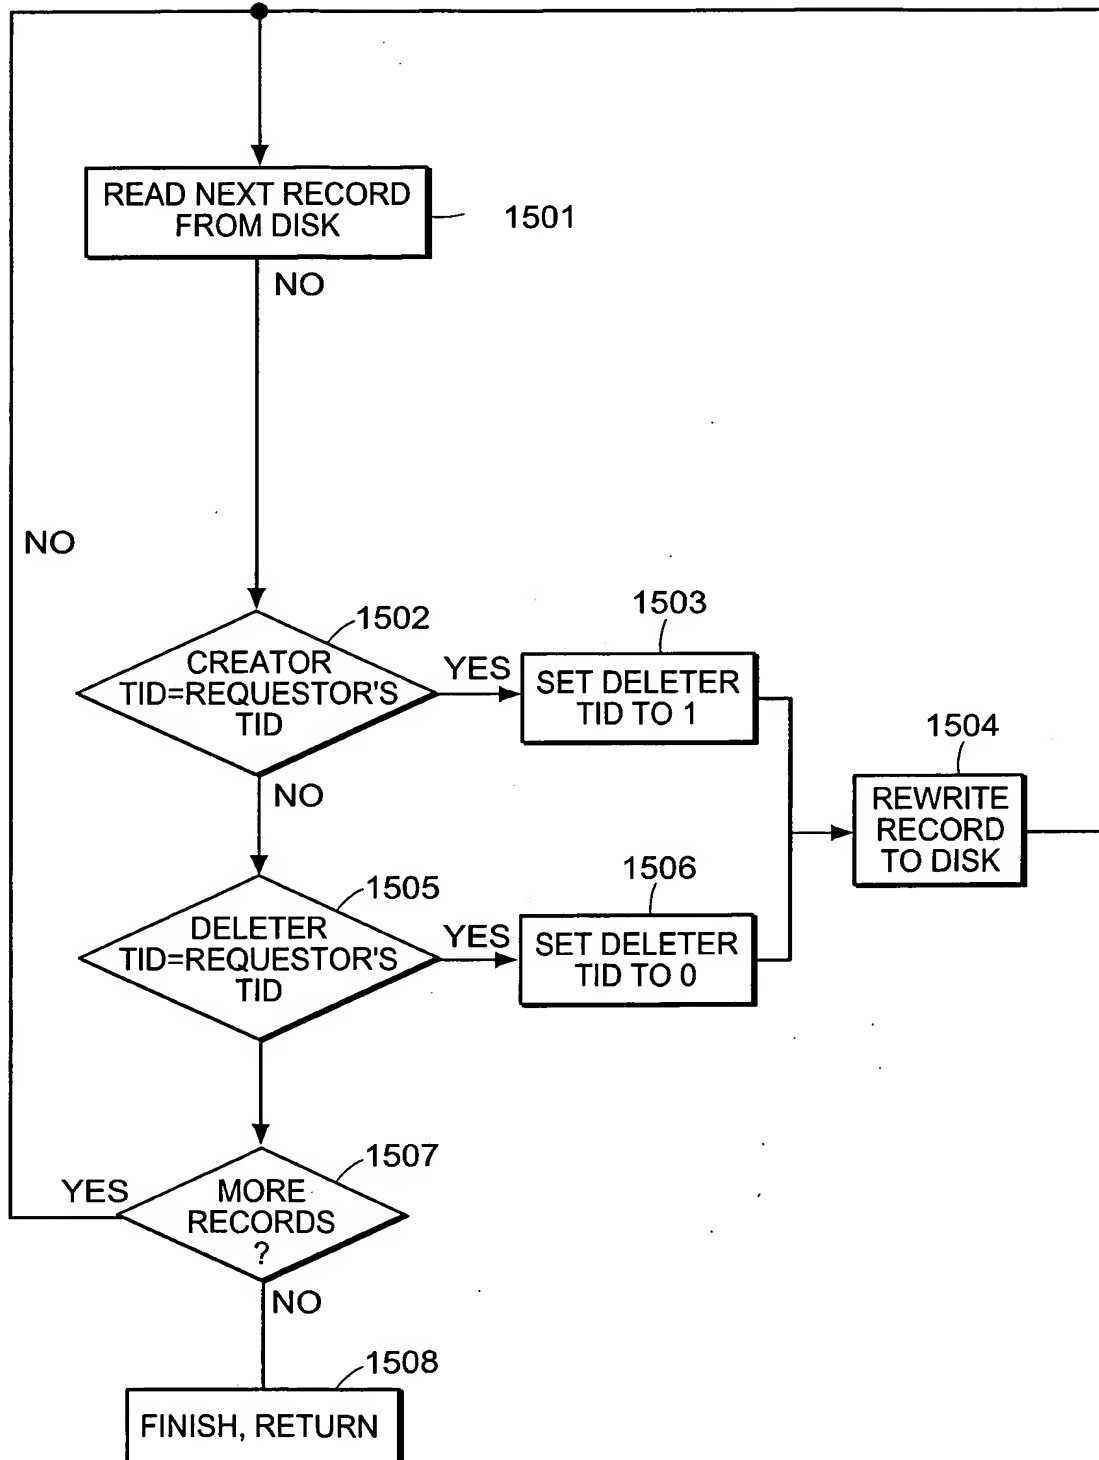 READ NEXT RECORD
FROM DISK
1501
NO
NO
1502
CREATOR
TID=REQUESTOR'S
TID
YES
1503
SET DELETER
TID TO 1
1504
REWRITE
RECORD
TO DISK
NO
1505
DELETER
TID=REQUESTOR'S
TID
YES
1506
SET DELETER
TID TO 0
1507
YES
MORE
RECORDS
?
NO
1508
FINISH, RETURN